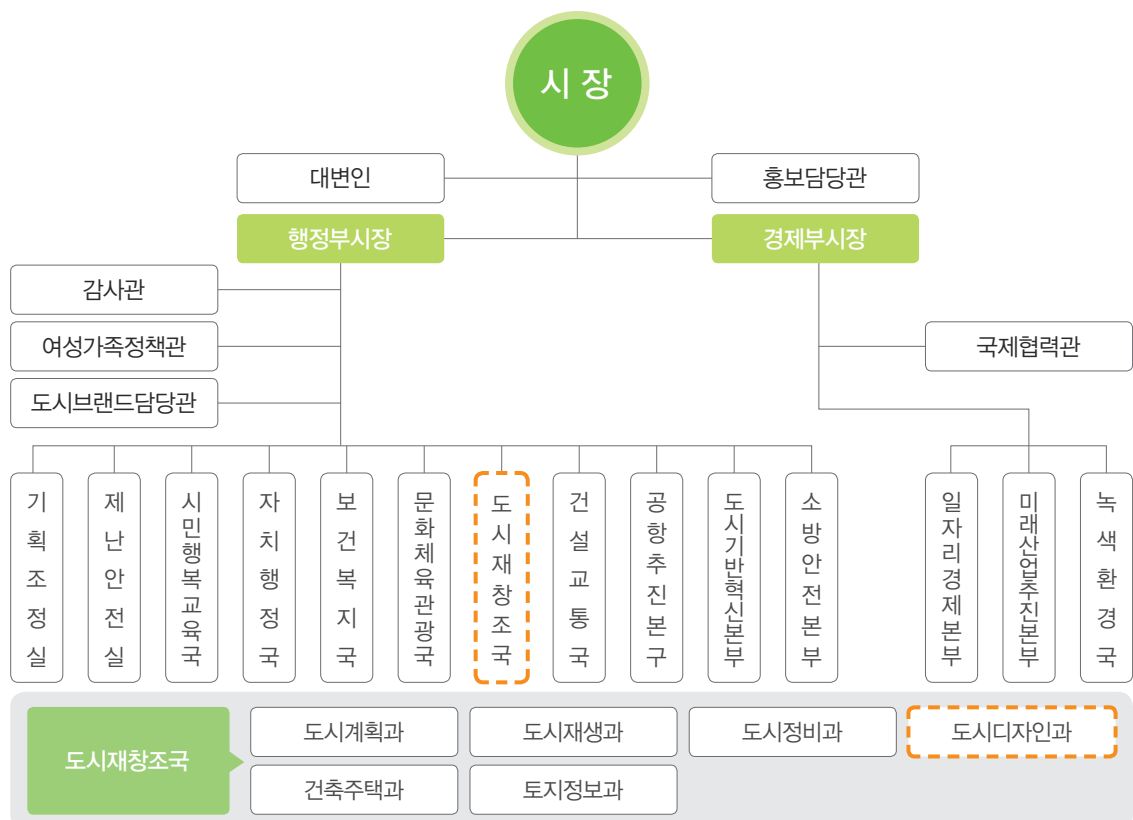 시 장
대변인
홍보담당관
행정부시장
경제부시장
감사관
여성가족정책관
국제협력관
도시브랜드담당관
기획조정실
제난안전실
시민행복교육국
자치행정국
보건복지국
문화체육관광국
도시재창조국
건설교통국
공항추진본구
도시기반혁신본부
소방안전본부
일자리경제본부
미래산업추진본부
녹색환경국
도시재창조국
도시계획과
도시재생과
도시정비과
도시디자인과
건축주택과
토지정보과